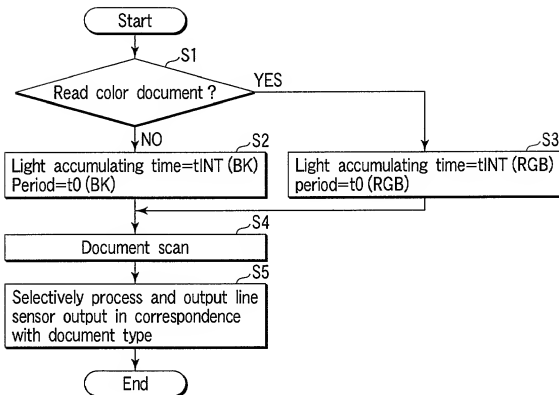 Start
S1
Read color document?
YES
NO
S2
Light accumulating time=tINT(BK)
Period=t0(BK)
S3
Light accumulating time=tINT(RGB)
period=t0(RGB)
S4
Document scan
S5
Selectively process and output line
sensor output in correspondence
with document type
End